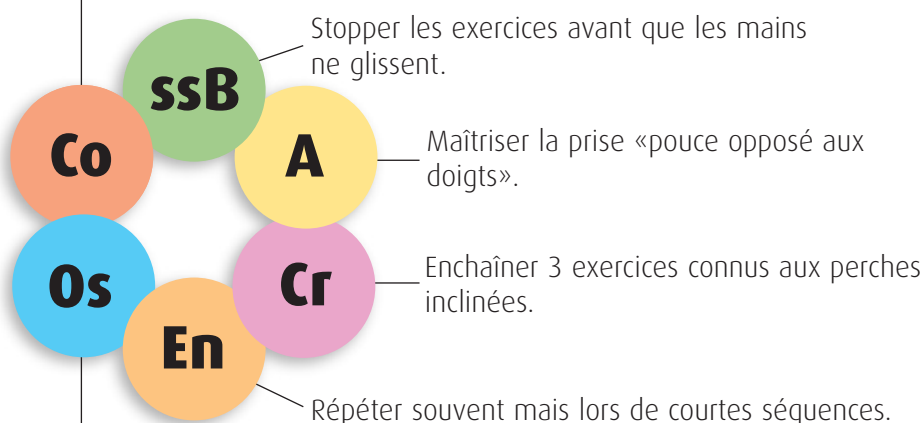 ssB
Stopper les exercices avant que les mains
ne glissent.
Co
A
Maîtriser la prise «pouce opposé aux
doigts».
Os
Cr
Enchaîner 3 exercices connus aux perches
inclinées.
En
Répéter souvent mais lors de courtes séquences.